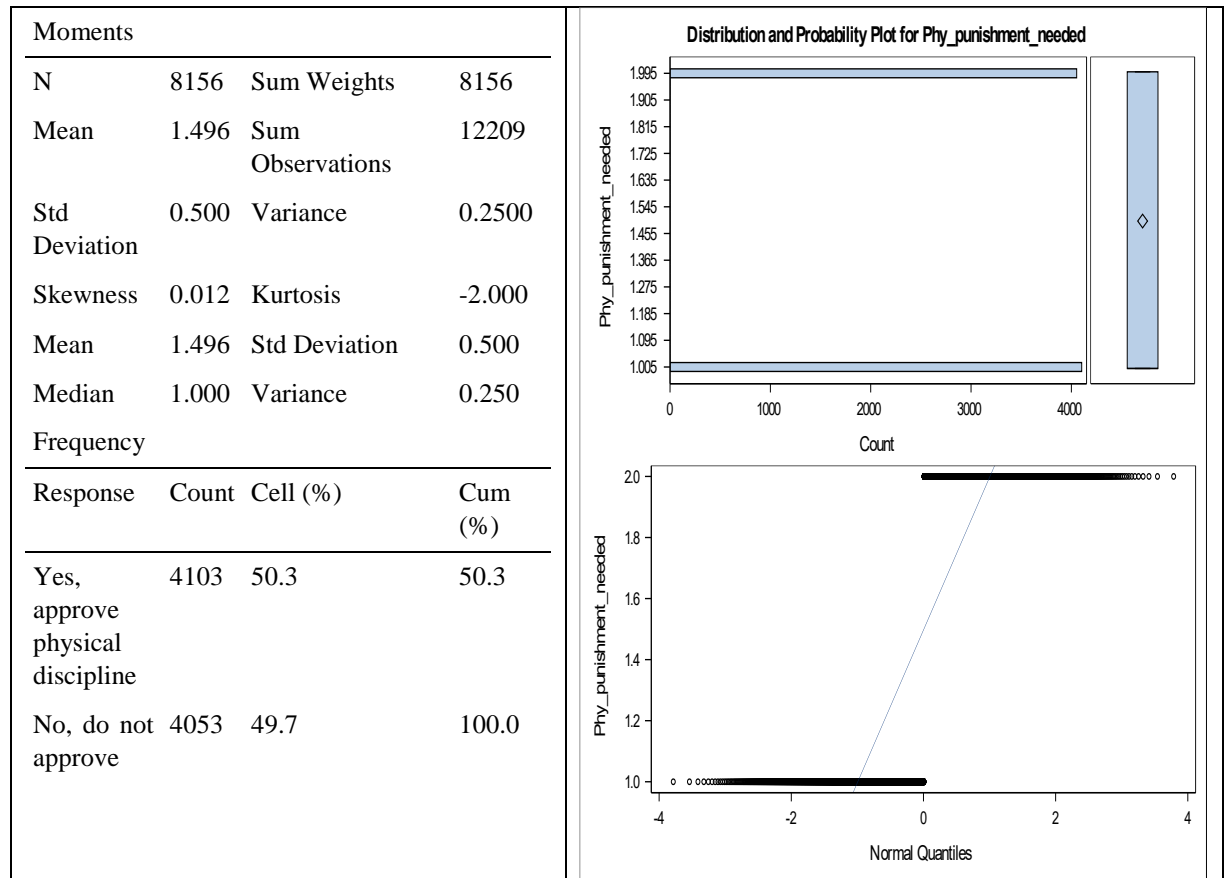 Moments
N 8156 Sum Weights 8156
Mean 1.496 Sum 12209
Observations
Std 0.500 Variance 0.2500
Deviation
Skewness 0.012 Kurtosis -2.000
Mean 1.496 Std Deviation 0.500
Median 1.000 Variance 0.250
Frequency
Response Count Cell (%) Cum
(%)
Yes, 4103 50.3 50.3
approve
physical
discipline
No, do not 4053 49.7 100.0
approve
Distribution and Probability Plot for Phy_punishment_needed
Phy_punishment_needed
1.995
1.905
1.815
1.725
1.635
1.545
1.455
1.365
1.275
1.185
1.095
1.005
0 1000 2000 3000 4000
Count
Phy_punishment_needed
2.0
1.8
1.6
1.4
1.2
1.0
-4 -2 0 2 4
Normal Quantiles